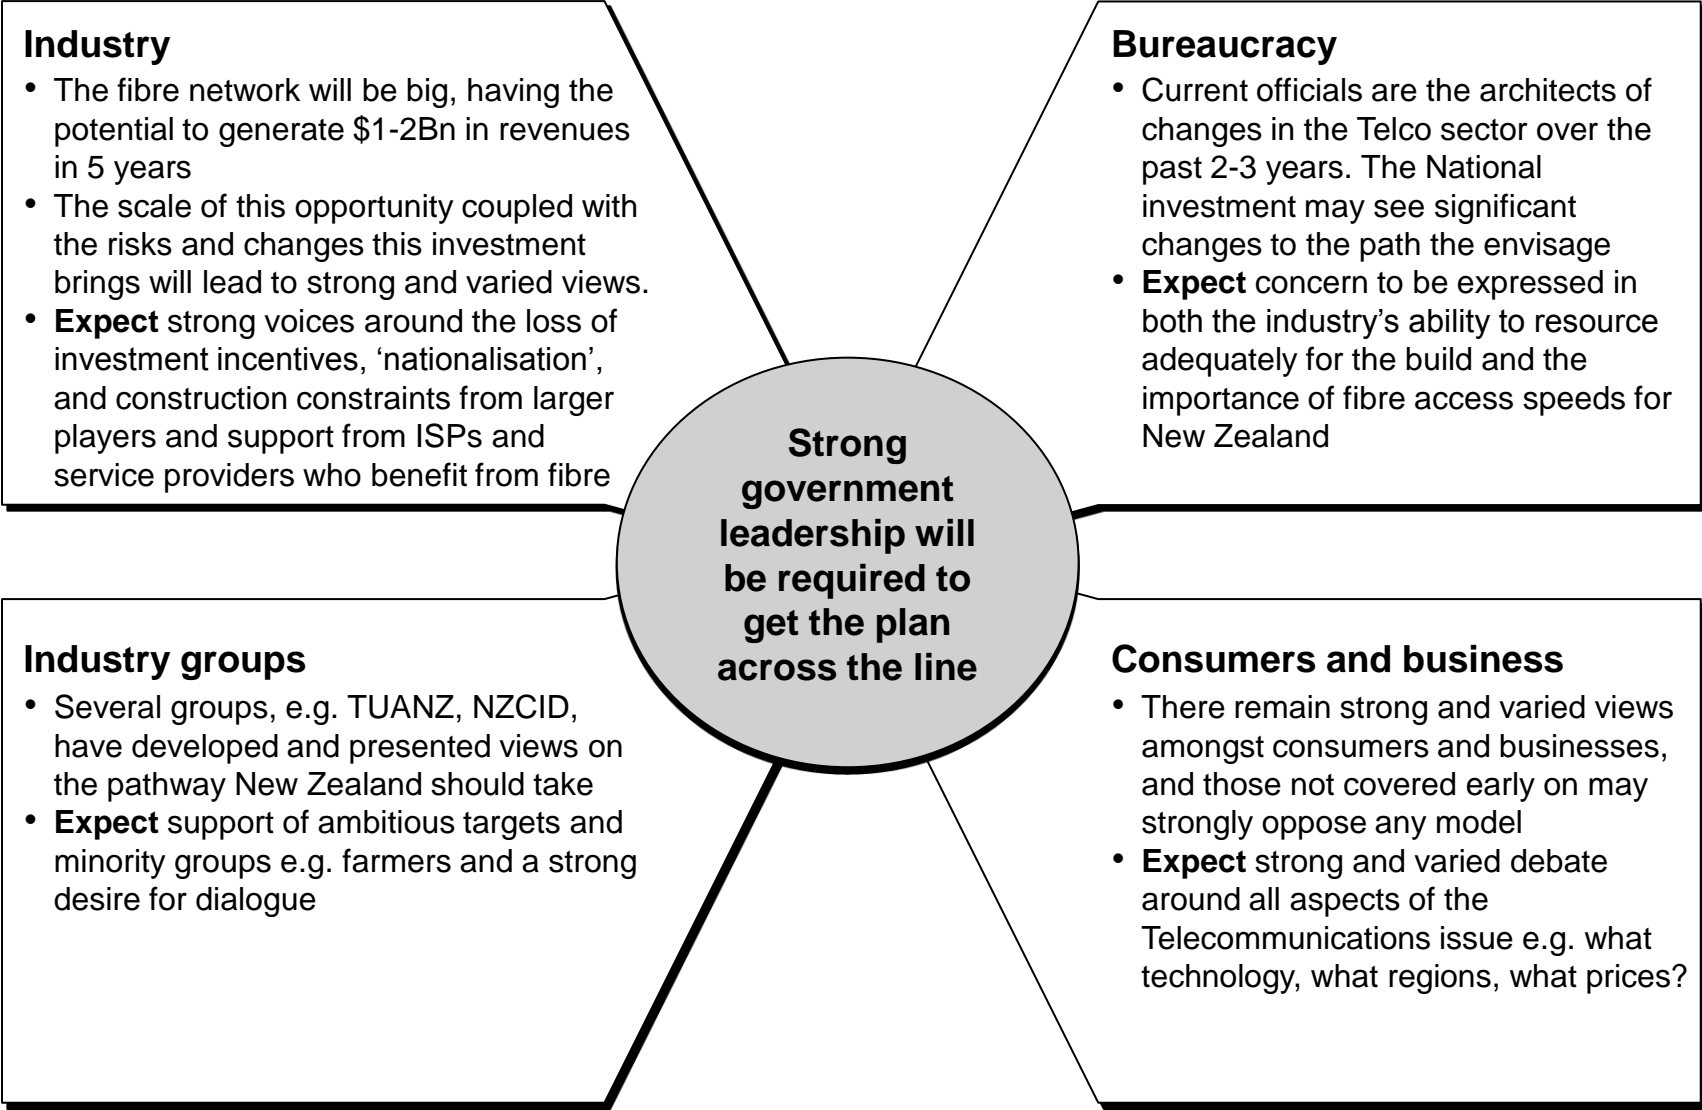 Industry
• The fibre network will be big, having the
potential to generate $1-2Bn in revenues
in 5 years
• The scale of this opportunity coupled with
the risks and changes this investment
brings will lead to strong and varied views.
• Expect strong voices around the loss of
investment incentives, ‘nationalisation’,
and construction constraints from larger
players and support from ISPs and
service providers who benefit from fibre
Bureaucracy
• Current officials are the architects of
changes in the Telco sector over the
past 2-3 years. The National
investment may see significant
changes to the path the envisage
• Expect concern to be expressed in
both the industry’s ability to resource
adequately for the build and the
importance of fibre access speeds for
New Zealand
Strong
government
leadership will
be required to
get the plan
across the line
Industry groups
• Several groups, e.g. TUANZ, NZCID,
have developed and presented views on
the pathway New Zealand should take
• Expect support of ambitious targets and
minority groups e.g. farmers and a strong
desire for dialogue
Consumers and business
• There remain strong and varied views
amongst consumers and businesses,
and those not covered early on may
strongly oppose any model
• Expect strong and varied debate
around all aspects of the
Telecommunications issue e.g. what
technology, what regions, what prices?